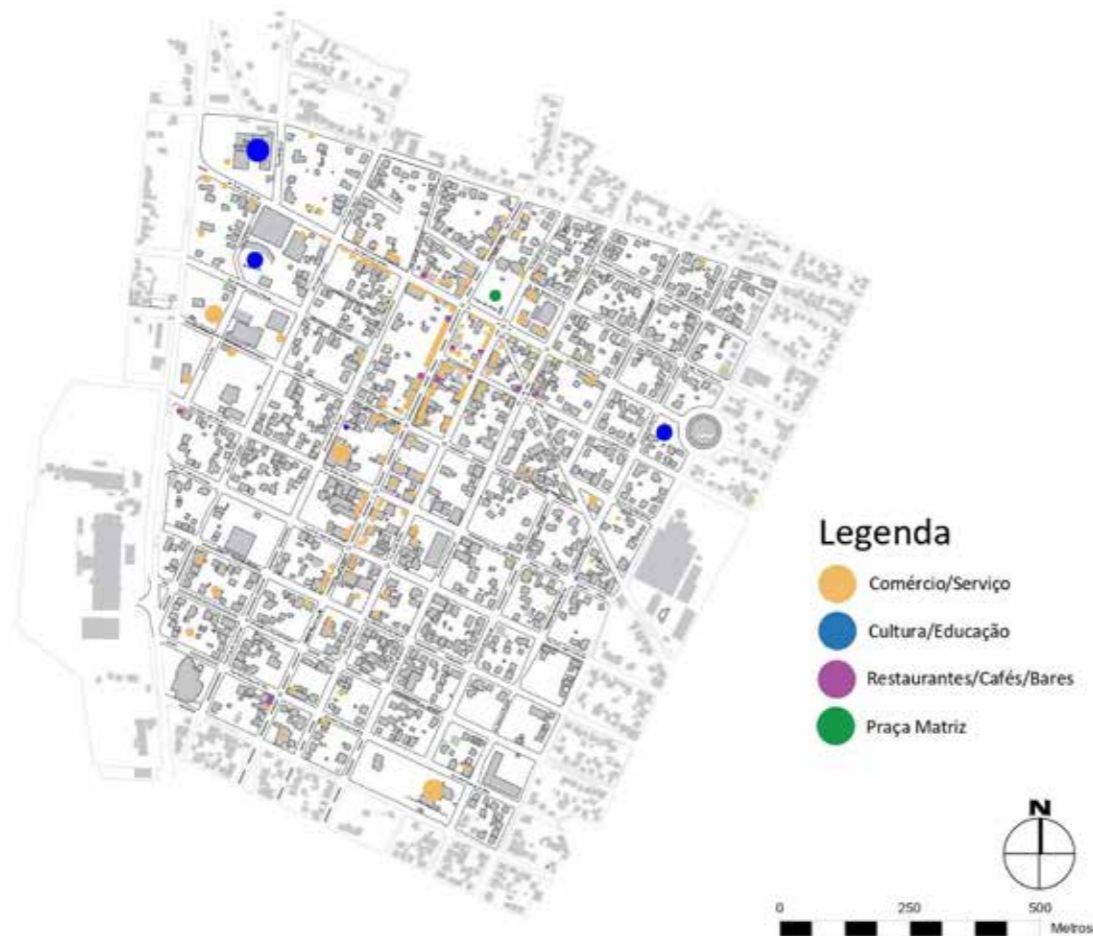 Legenda
Comércio/Serviço
Cultura/Educação
Restaurantes/Cafés/Bares
Praça Matriz
N
0 250 500
Metros